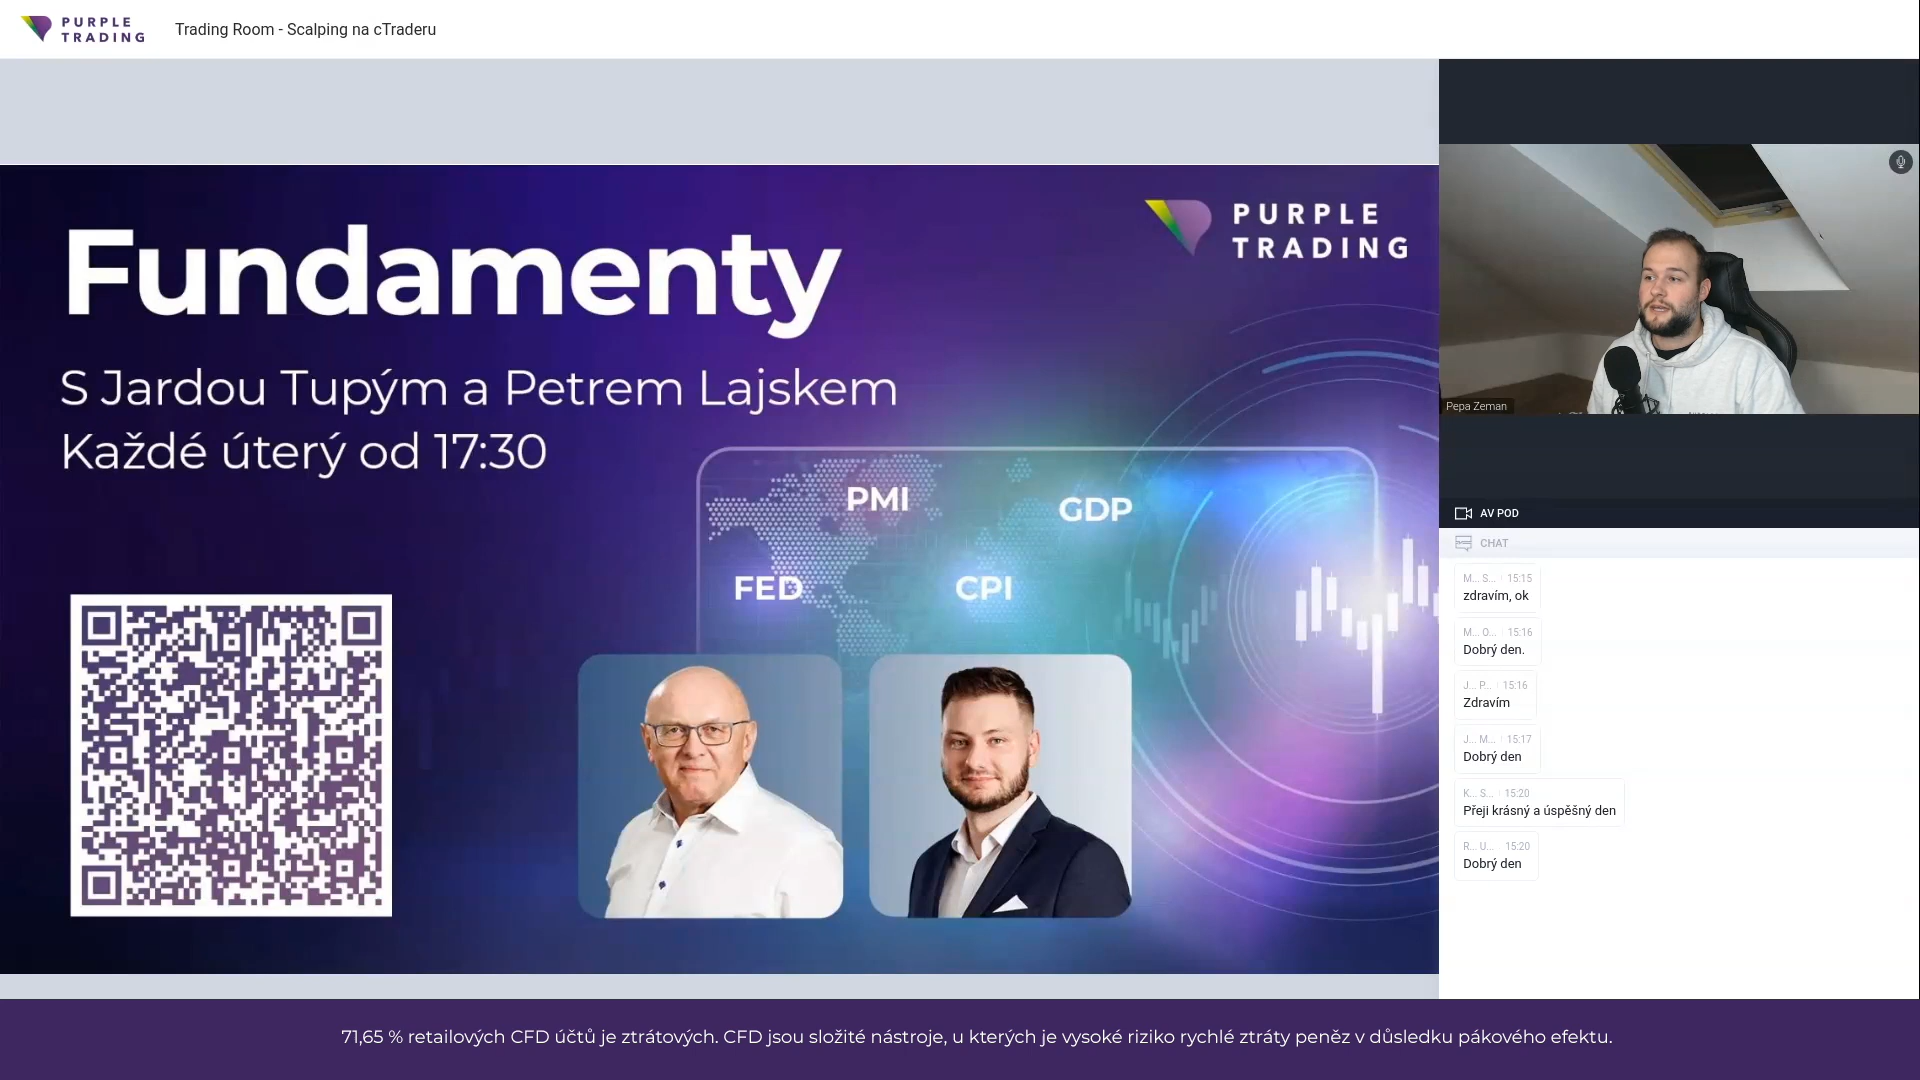 PURPLE
TRADING
Trading Room - Scalping na cTraderu
Fundamenty
S Jardou Tupým a Petrem Lajskem
Každé úterý od 17:30
PURPLE
TRADING
PMI
GDP
FED
CPI
Pepa Zeman
AV POD
CHAT
M... S... 15:15
zdravím, ok
M... O... 15:16
Dobrý den.
J... P... 15:16
Zdravím
J... M... 15:17
Dobrý den
K... S... 15:20
Přeji krásný a úspěšný den
R... U... 15:20
Dobrý den
71,65 % retailových CFD účtů je ztrátových. CFD jsou složité nástroje, u kterých je vysoké riziko rychlé ztráty peněz v důsledku pákového efektu.